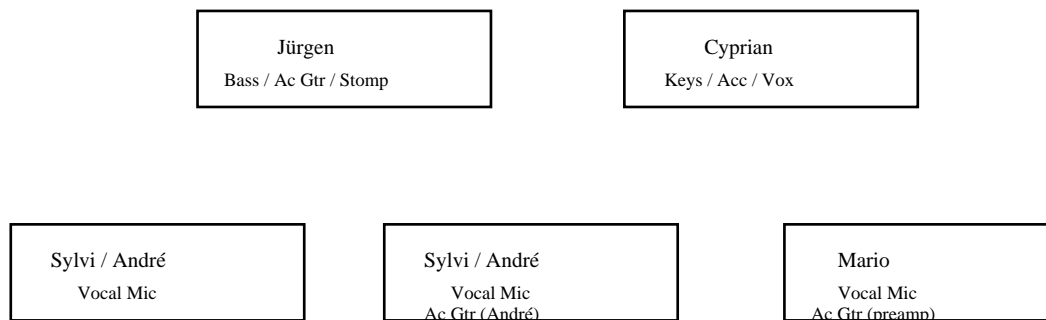 Jürgen
Bass / Ac Gtr / Stomp
Cyprian
Keys / Acc / Vox
Sylvi / André
Vocal Mic
Sylvi / André
Vocal Mic
Ac Gtr (André)
Mario
Vocal Mic
Ac Gtr (preamp)